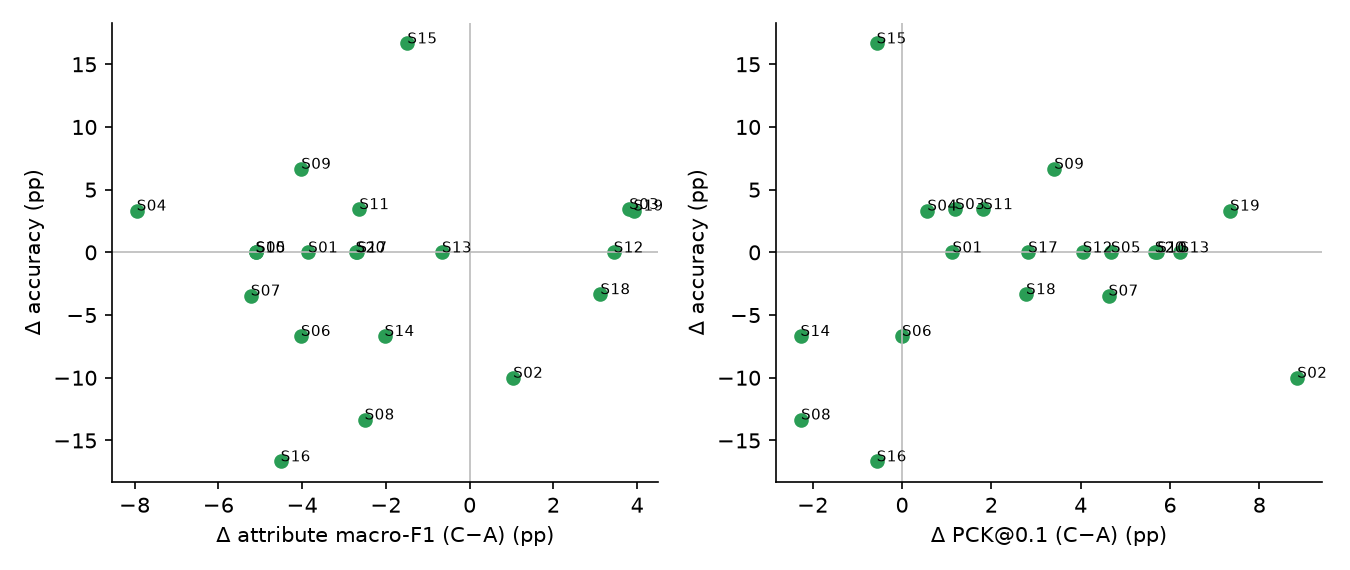 Δ accuracy (pp)
15
10
5
0
−5
−10
−15
S15
S09
S04
S11
S03
S19
S01
S13
S12
S07
S18
S06
S14
S02
S08
S16
−8
−6
−4
−2
0
2
4
Δ attribute macro-F1 (C−A) (pp)
Δ accuracy (pp)
15
10
5
0
−5
−10
−15
S15
S09
S04
S03
S11
S19
S01
S17
S12
S05
S13
S18
S07
S14
S06
S02
S08
S16
−2
0
2
4
6
8
Δ PCK@0.1 (C−A) (pp)